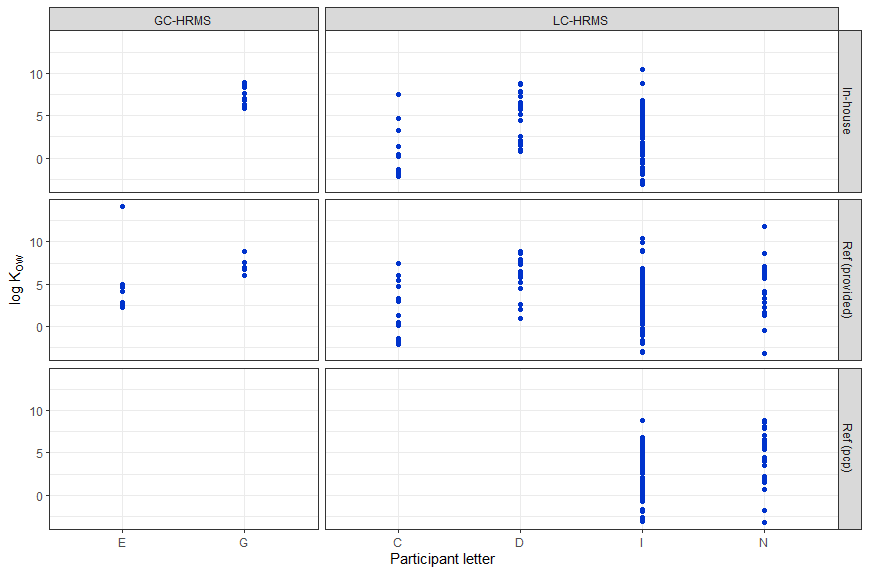 GC-HRMS
LC-HRMS
10
5
0
In-house
10
5
0
Ref (provided)
10
5
0
Ref (pcp)
log KOW
E
G
C
D
I
N
Participant letter